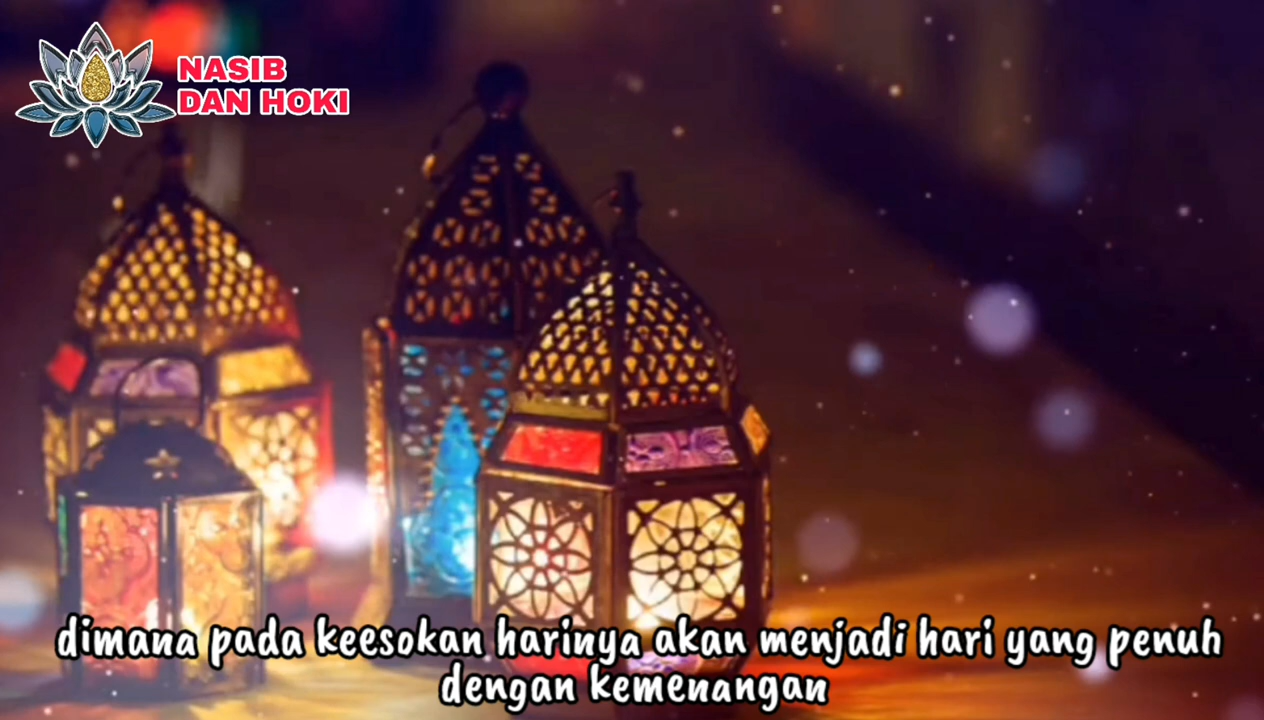 NASIB
DAN HOKI
dimana pada keesokan harinya akan menjadi hari yang penuh
dengan kemenangan